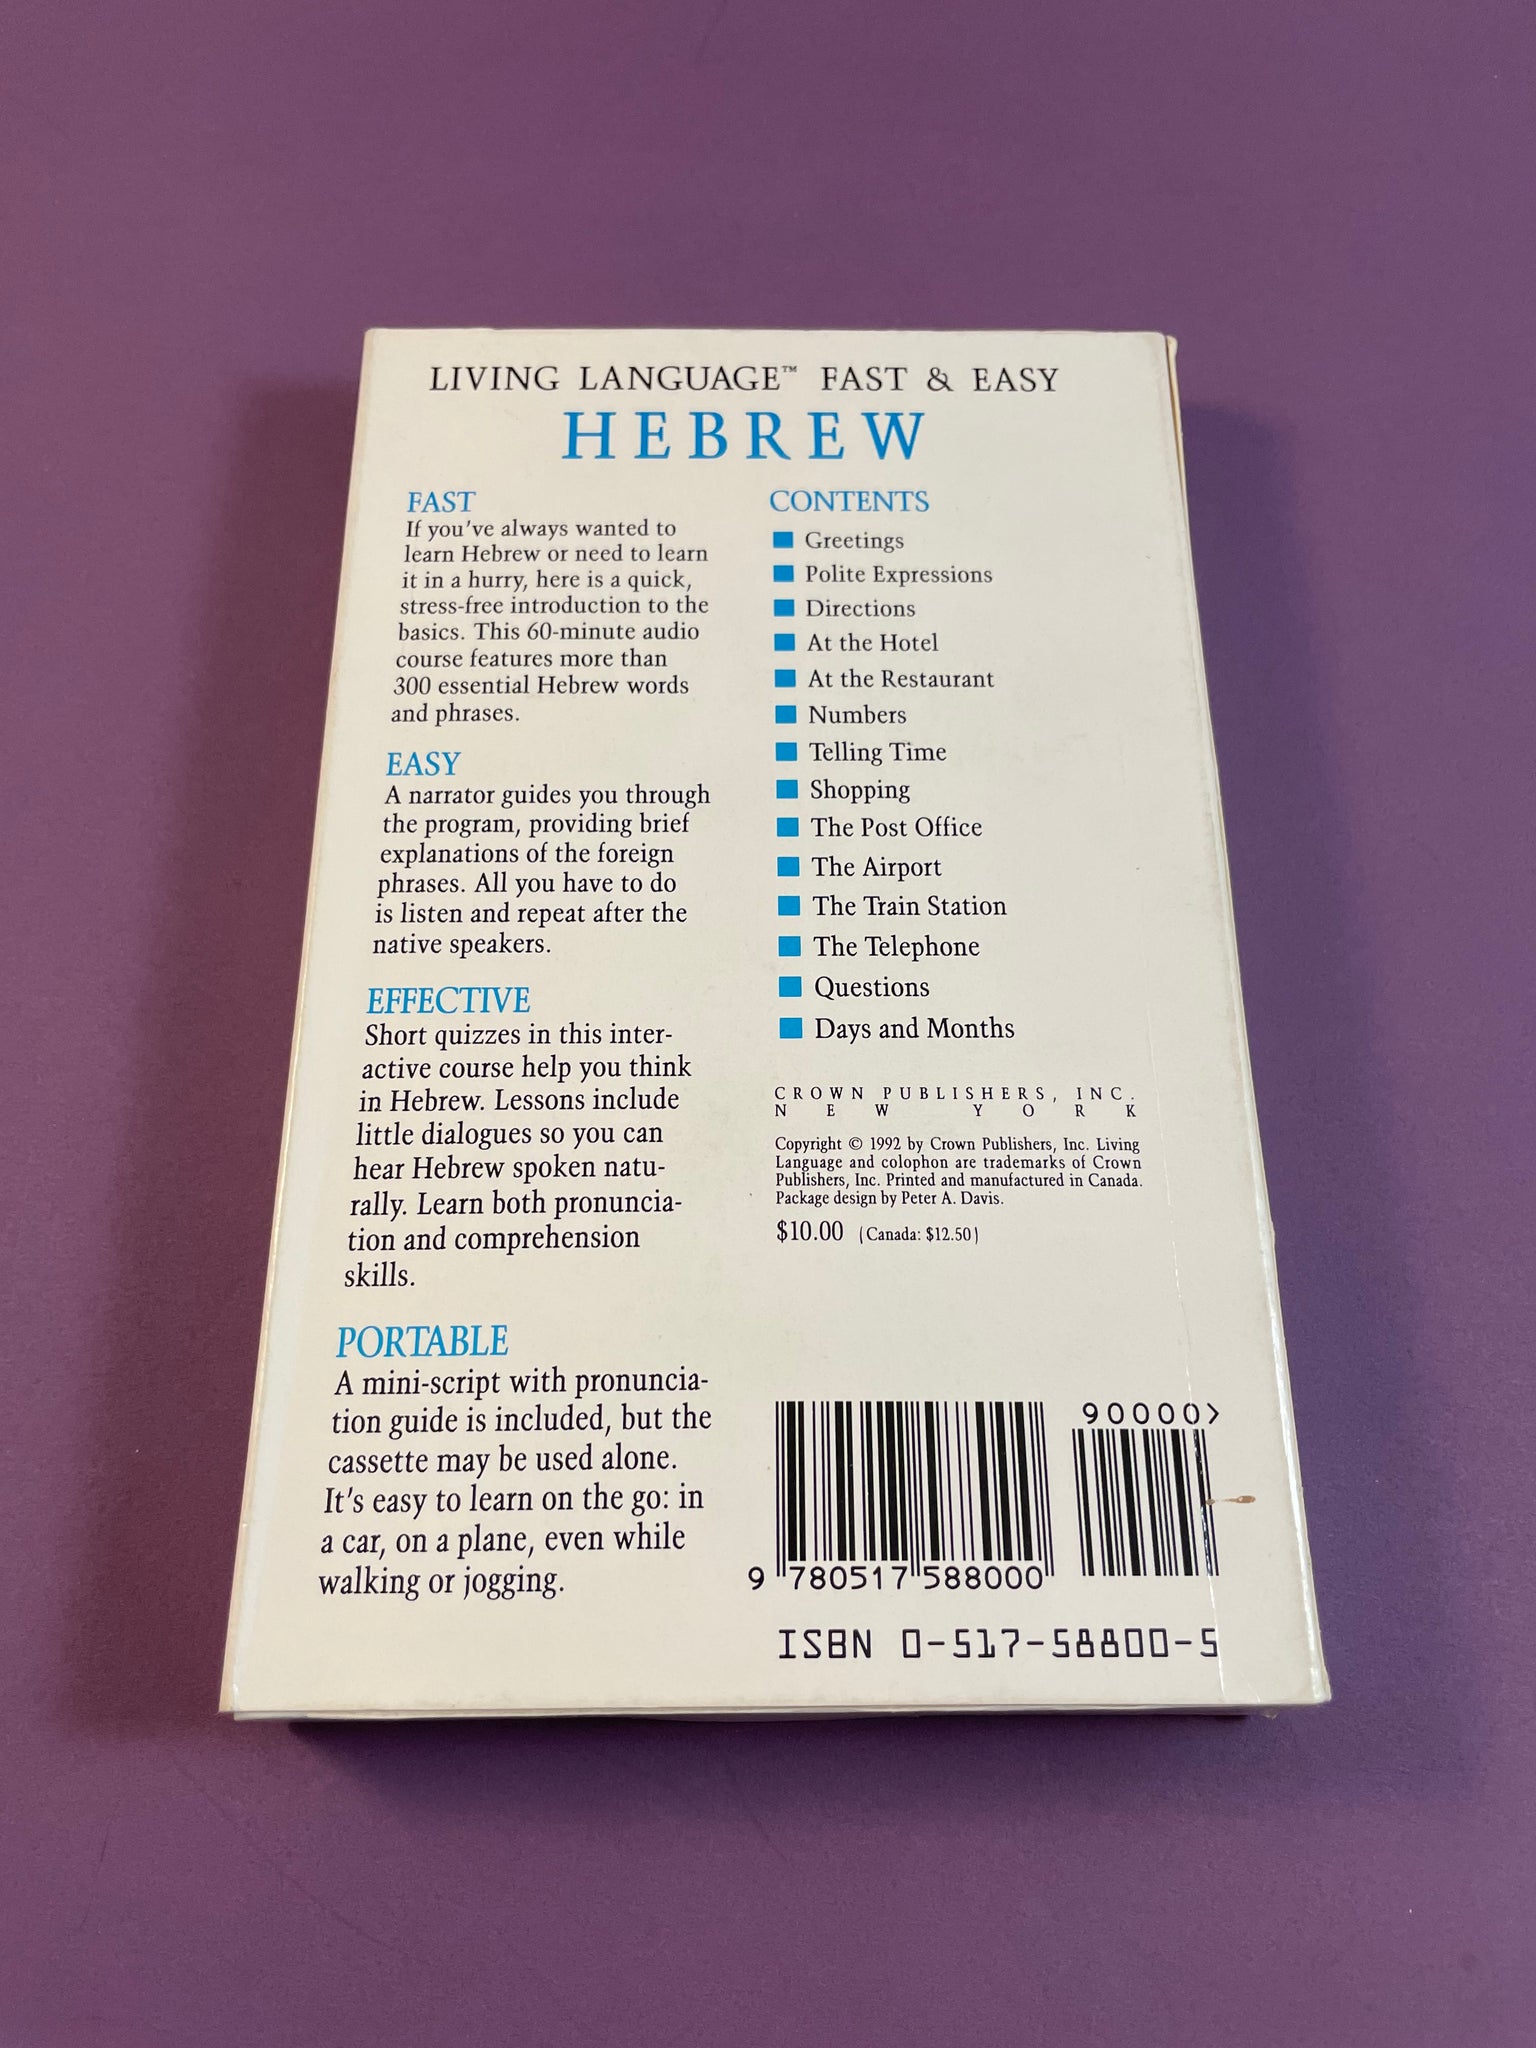 LIVING LANGUAGE™ FAST & EASY
HEBREW
FAST
If you've always wanted to
learn Hebrew or need to learn
it in a hurry, here is a quick,
stress-free introduction to the
basics. This 60-minute audio
course features more than
300 essential Hebrew words
and phrases.
EASY
A narrator guides you through
the program, providing brief
explanations of the foreign
phrases. All you have to do
is listen and repeat after the
native speakers.
EFFECTIVE
Short quizzes in this inter-
active course help you think
in Hebrew. Lessons include
little dialogues so you can
hear Hebrew spoken natu-
rally. Learn both pronuncia-
tion and comprehension
skills.
PORTABLE
A mini-script with pronuncia-
tion guide is included, but the
cassette may be used alone.
It's easy to learn on the go: in
a car, on a plane, even while
walking or jogging.
CONTENTS
■ Greetings
■ Polite Expressions
■ Directions
■ At the Hotel
■ At the Restaurant
■ Numbers
■ Telling Time
■ Shopping
■ The Post Office
■ The Airport
■ The Train Station
■ The Telephone
■ Questions
■ Days and Months
CROWN PUBLISHERS, INC.
NEW YORK
Copyright © 1992 by Crown Publishers, Inc. Living
Language and colophon are trademarks of Crown
Publishers, Inc. Printed and manufactured in Canada.
Package design by Peter A. Davis.
$10.00 (Canada: $12.50)
90000>
9 780517 588000
ISBN 0-517-58800-5